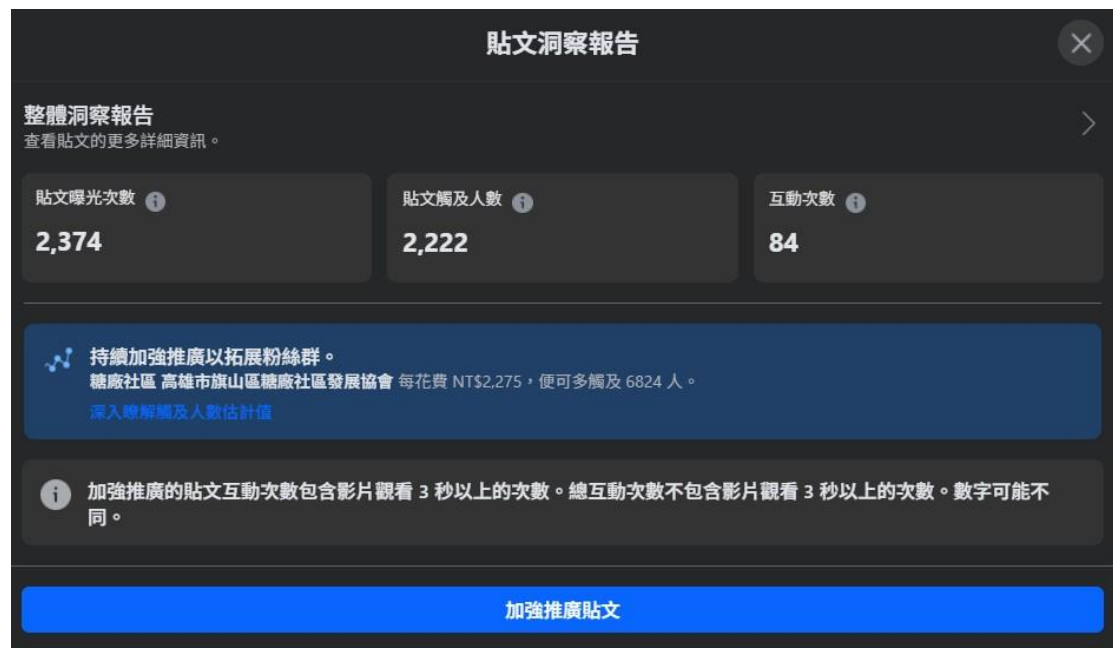 貼文洞察報告
整體洞察報告
查看貼文的更多詳細資訊。
貼文曝光次數
2,374
貼文觸及人數
2,222
互動次數
84
持續加強推廣以拓展粉絲群。
糖廠社區 高雄市旗山區糖廠社區發展協會 每花費 NT$2,275，便可多觸及 6824 人。
深入瞭解觸及人數估計值
加強推廣的貼文互動次數包含影片觀看 3 秒以上的次數。總互動次數不包含影片觀看 3 秒以上的次數。數字可能不
同。
加強推廣貼文